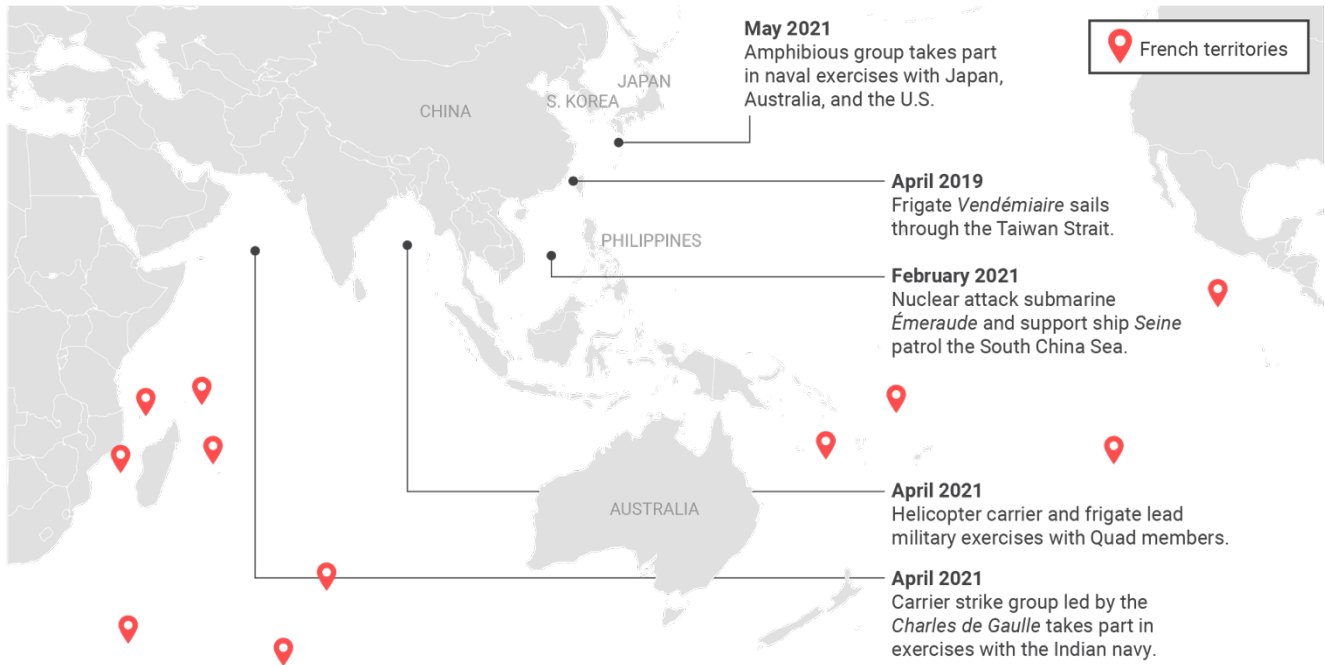 May 2021
Amphibious group takes part
in naval exercises with Japan,
Australia, and the U.S.
French territories
JAPAN
S. KOREA
CHINA
April 2019
Frigate Vendémiaire sails
through the Taiwan Strait.
PHILIPPINES
February 2021
Nuclear attack submarine
Émeraude and support ship Seine
patrol the South China Sea.
April 2021
Helicopter carrier and frigate lead
military exercises with Quad members.
AUSTRALIA
April 2021
Carrier strike group led by the
Charles de Gaulle takes part in
exercises with the Indian navy.